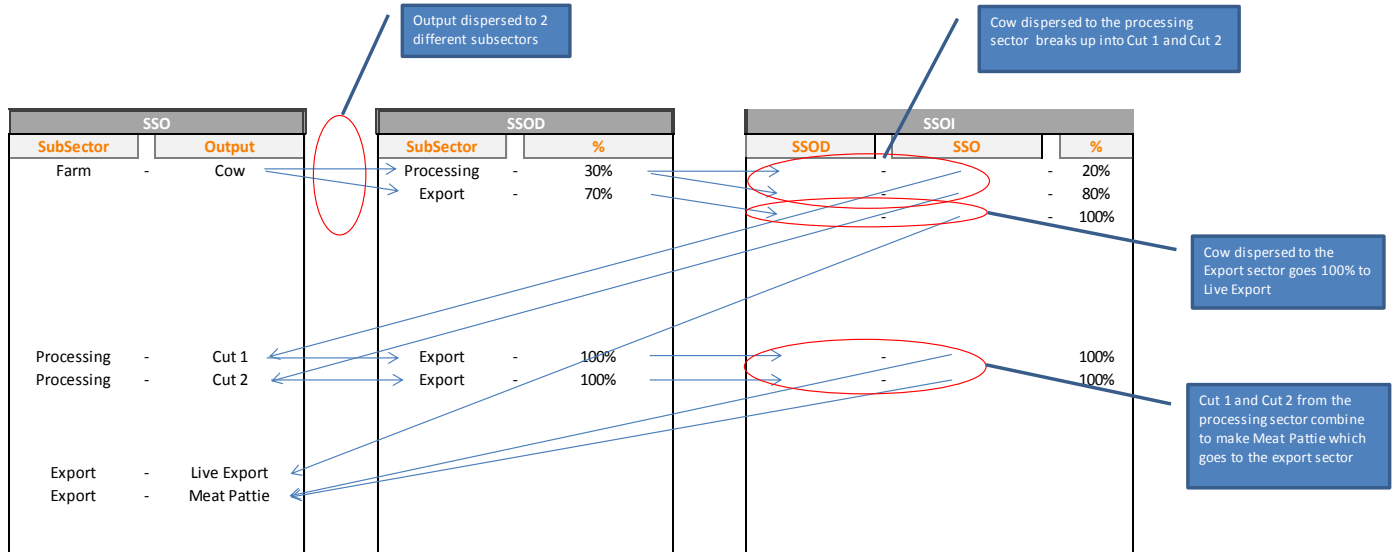 Output dispersed to 2
different subsectors
Cow dispersed to the processing
sector breaks up into Cut 1 and Cut 2
SSO SSOD SSOI
SubSector Output SubSector % SSOD SSO %
Farm - Cow Processing - 30% - - 20%
Export - 70% - - 80%
- - 100%
Cow dispersed to the
Export sector goes 100% to
Live Export
Processing - Cut 1 Export - 100% - 100%
Processing - Cut 2 Export - 100% - 100%
Cut 1 and Cut 2 from the
processing sector combine
to make Meat Pattie which
goes to the export sector
Export - Live Export
Export - Meat Pattie